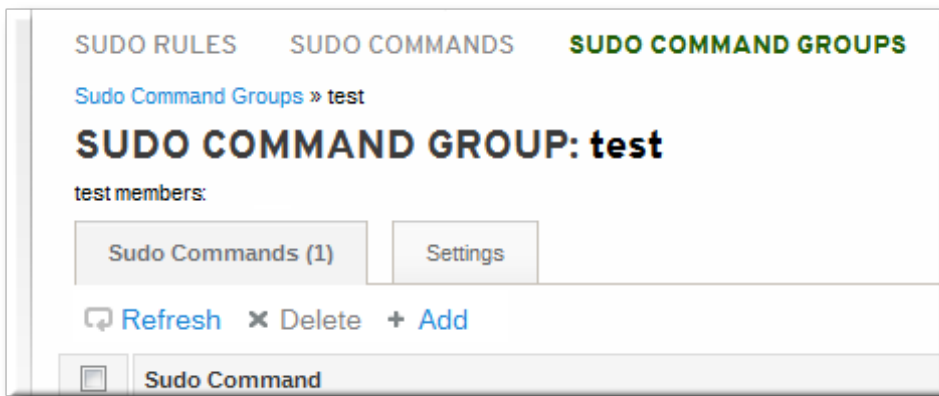 SUDO RULES SUDO COMMANDS SUDO COMMAND GROUPS
Sudo Command Groups » test
SUDO COMMAND GROUP: test
test members:
Sudo Commands (1) Settings
Refresh Delete Add
Sudo Command